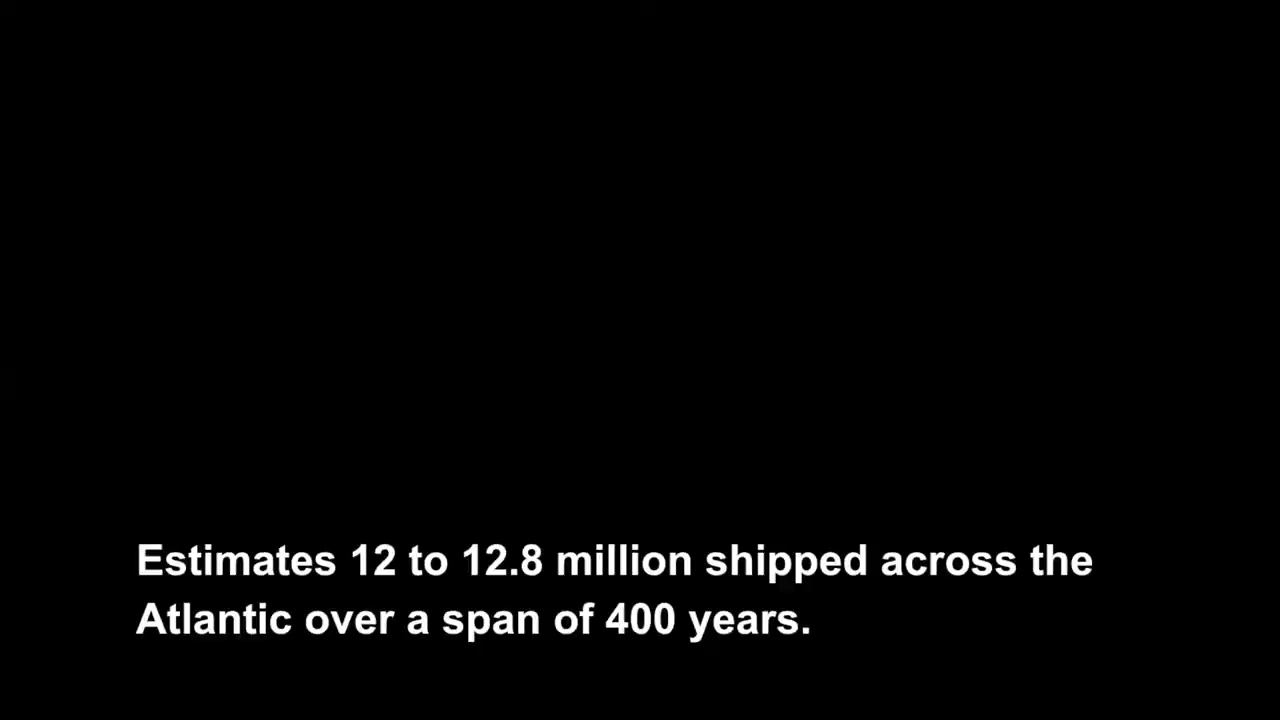 Estimates 12 to 12.8 million shipped across the
Atlantic over a span of 400 years.